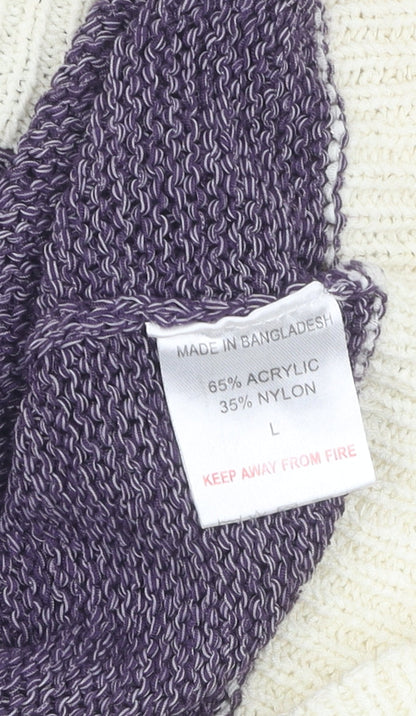 MADE IN BANGLADESH
65% ACRYLIC
35% NYLON
L
KEEP AWAY FROM FIRE